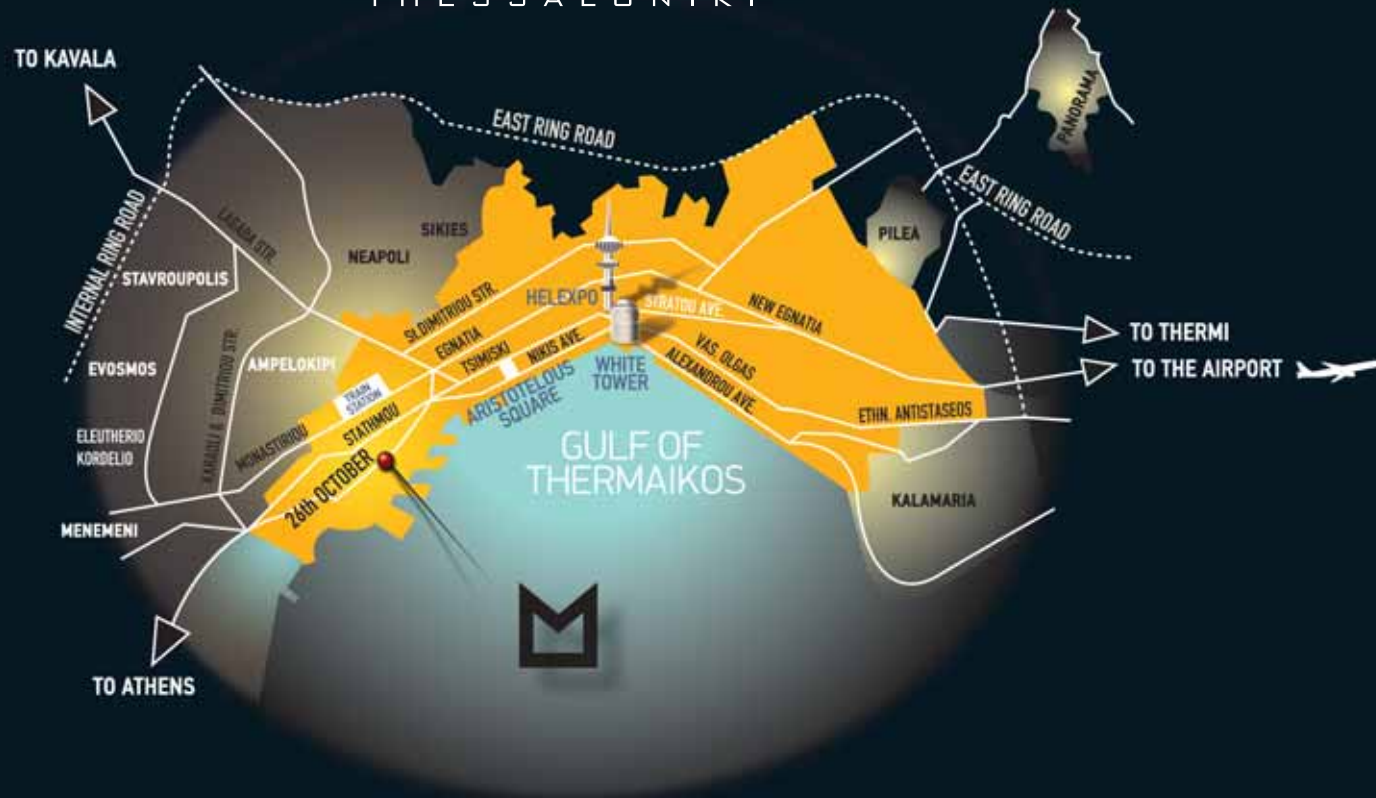 THESSALONIKI
TO KAVALA
EAST RING ROAD
PANORAMA
EAST RING ROAD
INTERNAL RING ROAD
LAGADA STR.
SIKIES
NEAPOLI
PILEA
STAVROUPOLIS
ST.DIMITRIOU STR.
HELEXPO
STRATOU AVE.
NEW EGNATIA
EGNATIA
TSIMISKI
NIKIS AVE
VAS. OLGAS
ALEXANDROU AVE.
TO THERMI
TO THE AIRPORT
EVOSMOS
KARAOLI & DIMITRIOU STR.
AMPELOKIPI
TRAIN
STATION
WHITE
TOWER
ARISTOTELOUS
SQUARE
STATHMOU
MONASTIRIOU
ETHN. ANTISTASEOS
ELEUTHERIO
KORDELIO
GULF OF
THERMAIKOS
26th OCTOBER
KALAMARIA
MENEMENI
TO ATHENS